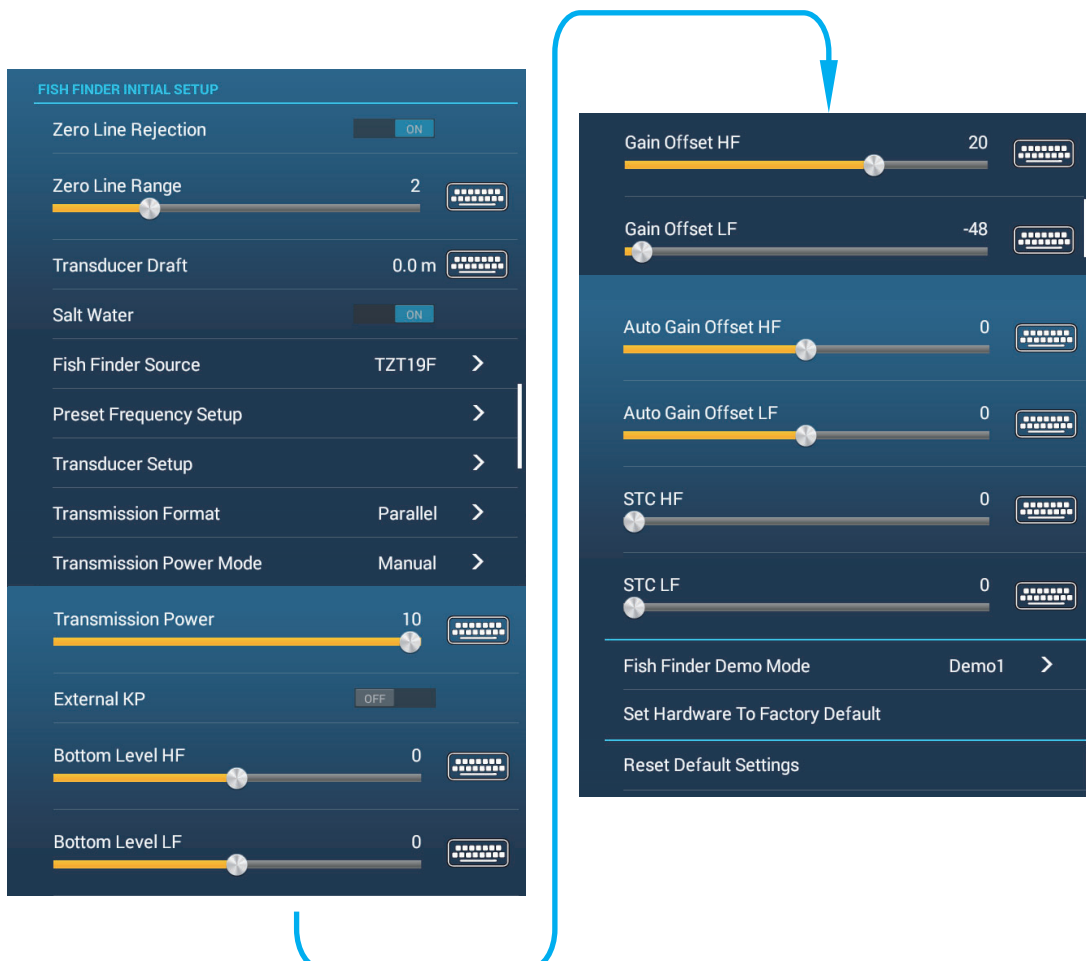 FISH FINDER INITIAL SETUP
Zero Line Rejection ON
Zero Line Range 2
Transducer Draft 0.0 m
Salt Water ON
Fish Finder Source TZT19F
Preset Frequency Setup
Transducer Setup
Transmission Format Parallel
Transmission Power Mode Manual
Transmission Power 10
External KP OFF
Bottom Level HF 0
Bottom Level LF 0
Gain Offset HF 20
Gain Offset LF -48
Auto Gain Offset HF 0
Auto Gain Offset LF 0
STC HF 0
STC LF 0
Fish Finder Demo Mode Demo1
Set Hardware To Factory Default
Reset Default Settings